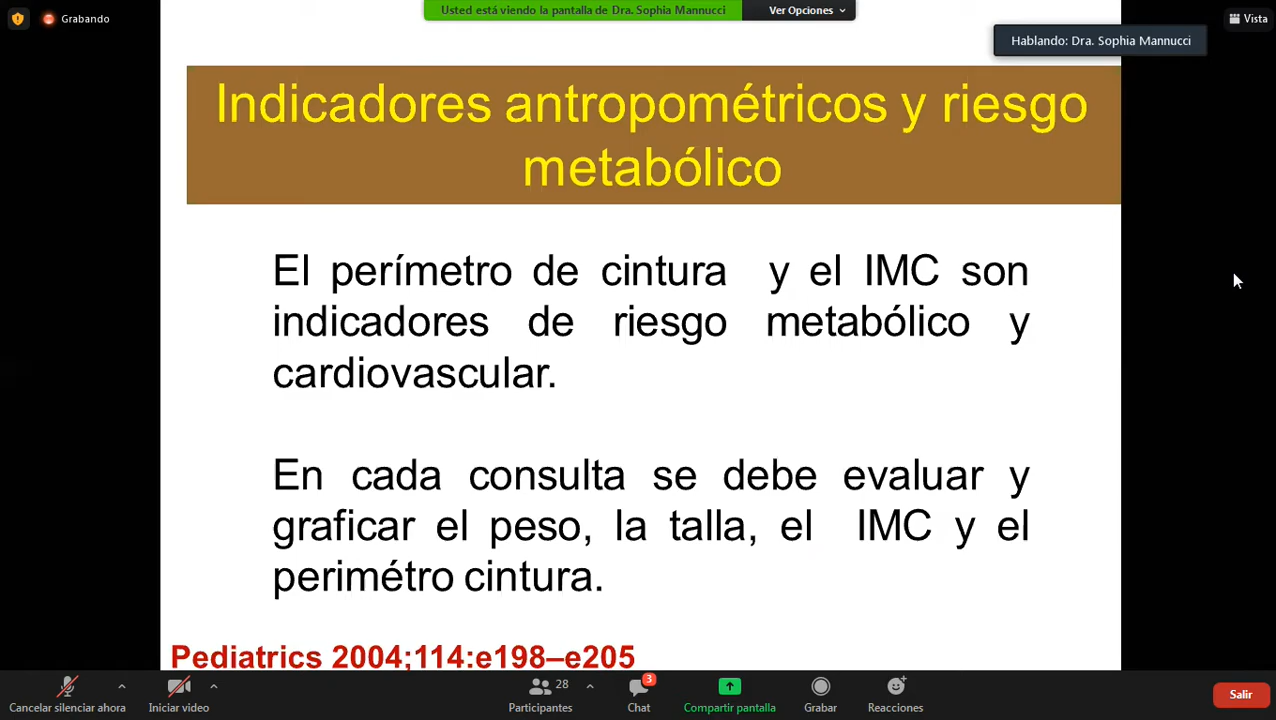 Grabando
Usted está viendo la pantalla de Dra. Sophia Mannucci
Ver Opciones
Vista
Hablando: Dra. Sophia Mannucci
Indicadores antropométricos y riesgo
metabólico
El perímetro de cintura y el IMC son
indicadores de riesgo metabólico y
cardiovascular.
En cada consulta se debe evaluar y
graficar el peso, la talla, el IMC y el
perimétro cintura.
Pediatrics 2004;114:e198–e205
Cancelar silenciar ahora
Iniciar video
28
Participantes
3
Chat
Compartir pantalla
Grabar
Reacciones
Salir